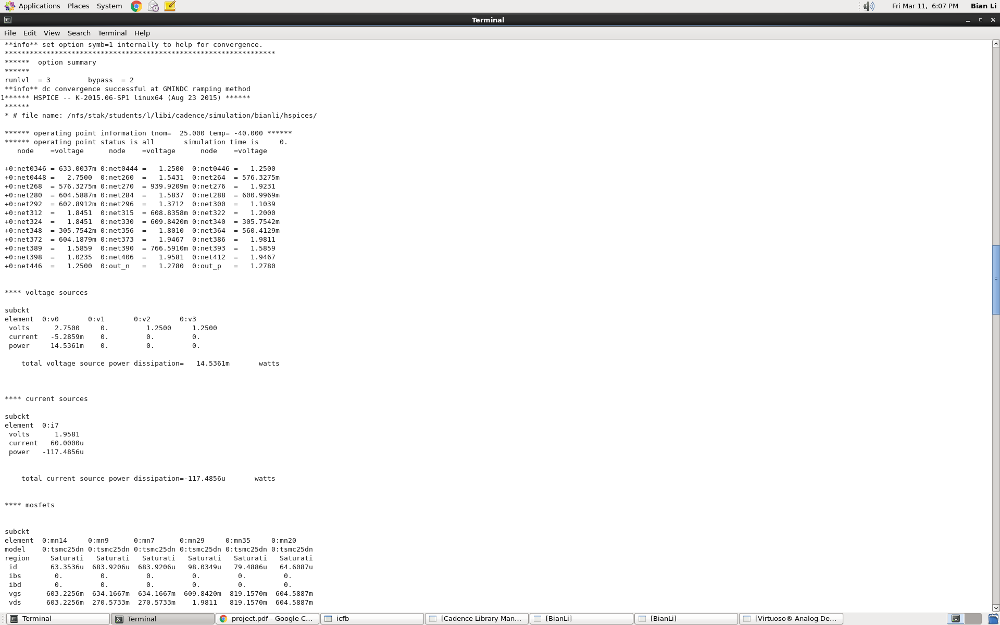 Applications Places System Fri Mar 11, 6:07 PM Bian Li
Terminal
File Edit View Search Terminal Help
**info** set option symb=1 internally to help for convergence.
*****************************************************************
****** option summary
******
runlvl = 3 bypass = 2
**info** dc convergence successful at GMINDC ramping method
1****** HSPICE -- K-2015.06-SP1 linux64 (Aug 23 2015) ******
******
* # file name: /nfs/stak/students/l/libi/cadence/simulation/bianli/hspices/
****** operating point information tnom= 25.000 temp= -40.000 ******
****** operating point status is all simulation time is 0.
node =voltage node =voltage node =voltage
+0:net0346 = 633.0037m 0:net0444 = 1.2500 0:net0446 = 1.2500
+0:net0448 = 2.7500 0:net260 = 1.5431 0:net264 = 576.3275m
+0:net268 = 576.3275m 0:net270 = 939.9209m 0:net276 = 1.9231
+0:net280 = 604.5887m 0:net284 = 1.5837 0:net288 = 600.9969m
+0:net292 = 602.8912m 0:net296 = 1.3712 0:net300 = 1.1039
+0:net312 = 1.8451 0:net315 = 608.8358m 0:net322 = 1.2000
+0:net324 = 1.8451 0:net330 = 609.8420m 0:net340 = 305.7542m
+0:net348 = 305.7542m 0:net356 = 1.8010 0:net364 = 560.4129m
+0:net372 = 604.1879m 0:net373 = 1.9467 0:net386 = 1.9811
+0:net389 = 1.5859 0:net390 = 766.5910m 0:net393 = 1.5859
+0:net398 = 1.0235 0:net406 = 1.9581 0:net412 = 1.9467
+0:net446 = 1.2500 0:out_n = 1.2780 0:out_p = 1.2780
**** voltage sources
subckt
element 0:v0 0:v1 0:v2 0:v3
volts 2.7500 0. 1.2500 1.2500
current -5.2859m 0. 0. 0.
power 14.5361m 0. 0. 0.
total voltage source power dissipation= 14.5361m watts
**** current sources
subckt
element 0:i7
volts 1.9581
current 60.0000u
power -117.4856u
total current source power dissipation=-117.4856u watts
**** mosfets
subckt
element 0:mn14 0:mn9 0:mn7 0:mn29 0:mn35 0:mn20
model 0:tsmc25dn 0:tsmc25dn 0:tsmc25dn 0:tsmc25dn 0:tsmc25dn 0:tsmc25dn
region Saturati Saturati Saturati Saturati Saturati Saturati
id 63.3536u 683.9206u 683.9206u 98.0349u 79.4886u 64.6087u
ibs 0. 0. 0. 0. 0. 0.
ibd 0. 0. 0. 0. 0. 0.
vgs 603.2256m 634.1667m 634.1667m 609.8420m 819.1570m 604.5887m
vds 603.2256m 270.5733m 270.5733m 1.9811 819.1570m 604.5887m
Terminal Terminal project.pdf - Google C... icfb [Cadence Library Man... [BianLi] [BianLi] [Virtuoso® Analog De...